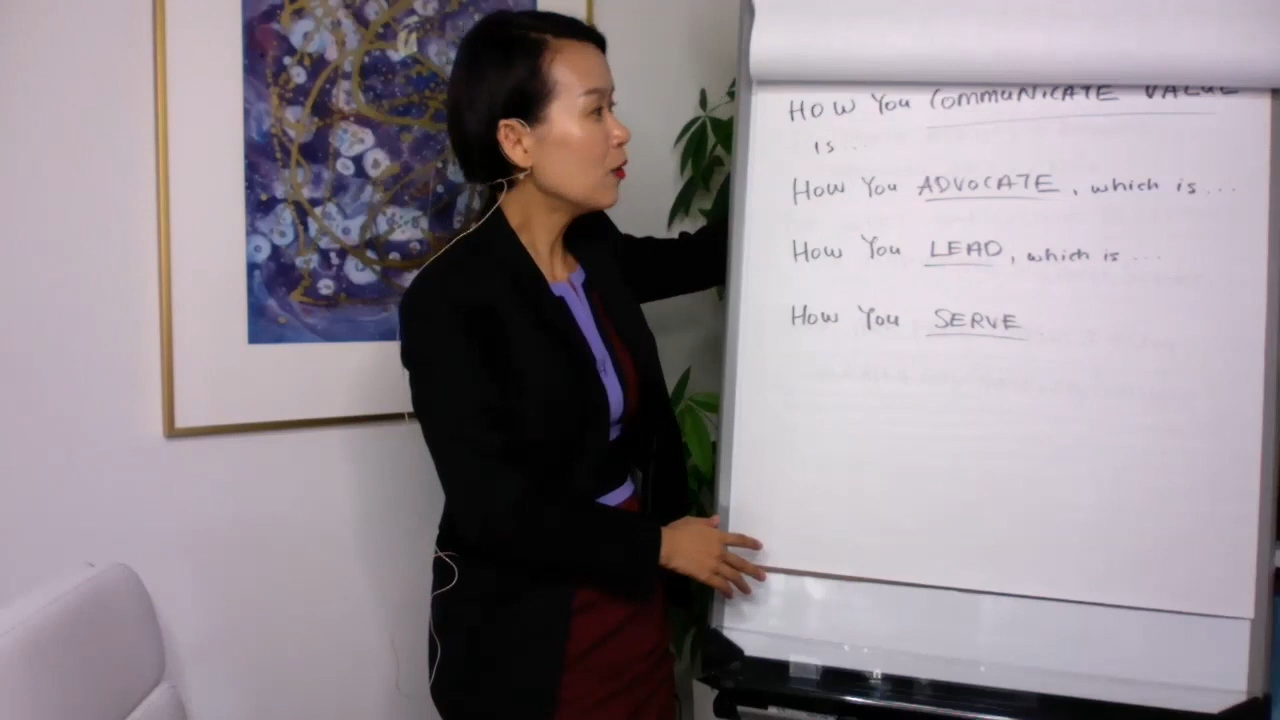 HOW YOU COMMUNICATE VALUE
IS...
HOW YOU ADVOCATE, which is...
HOW YOU LEAD, which is...
HOW YOU SERVE